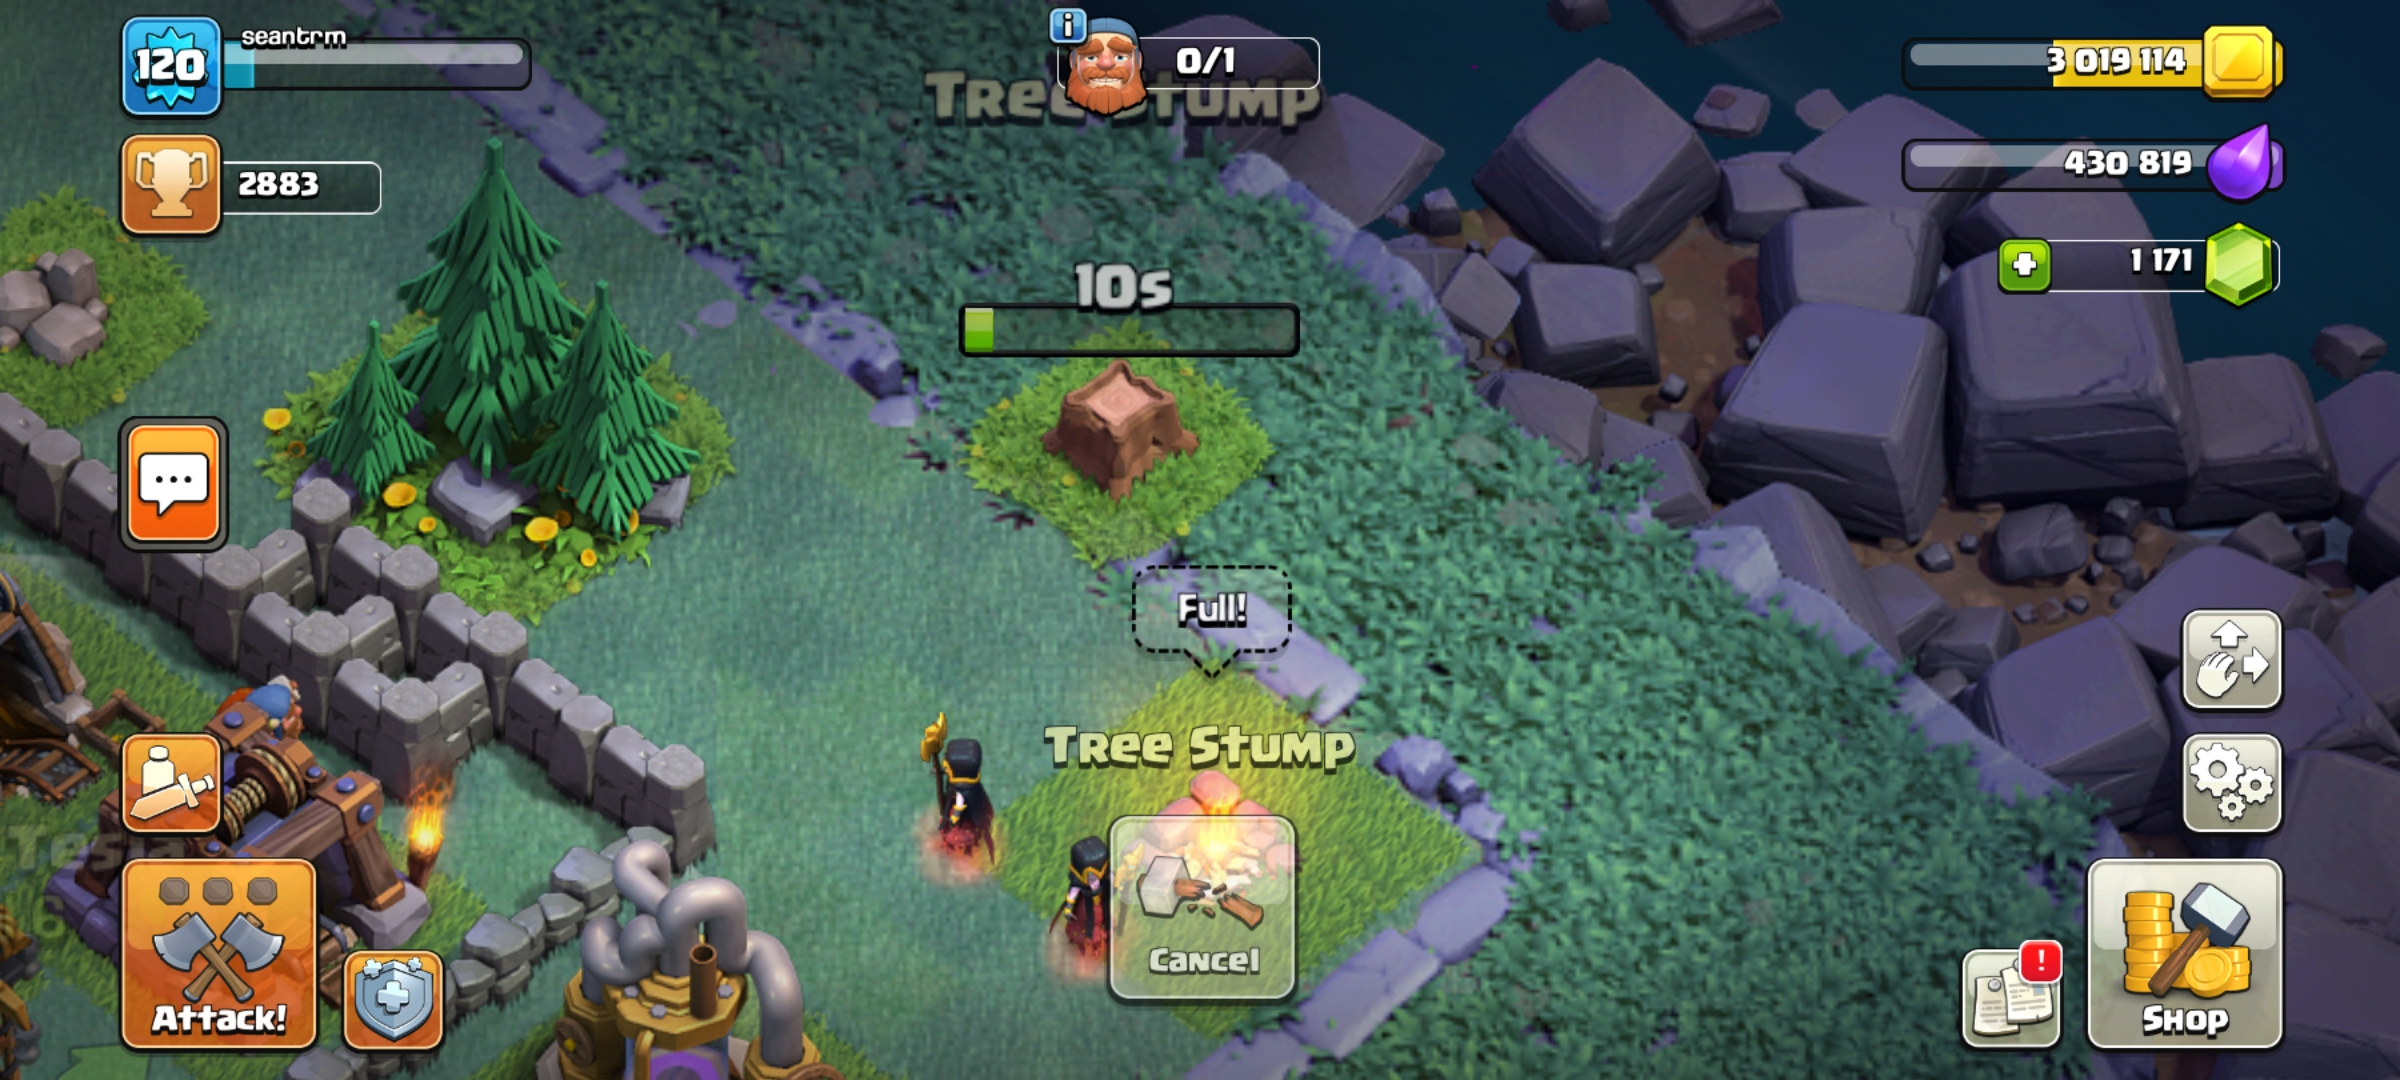 120
seantrm
0/1
Tree Stump
3 019 114
2883
430 819
1 171
10s
Full!
Tree Stump
Tesla
Cancel
Attack!
!
Shop